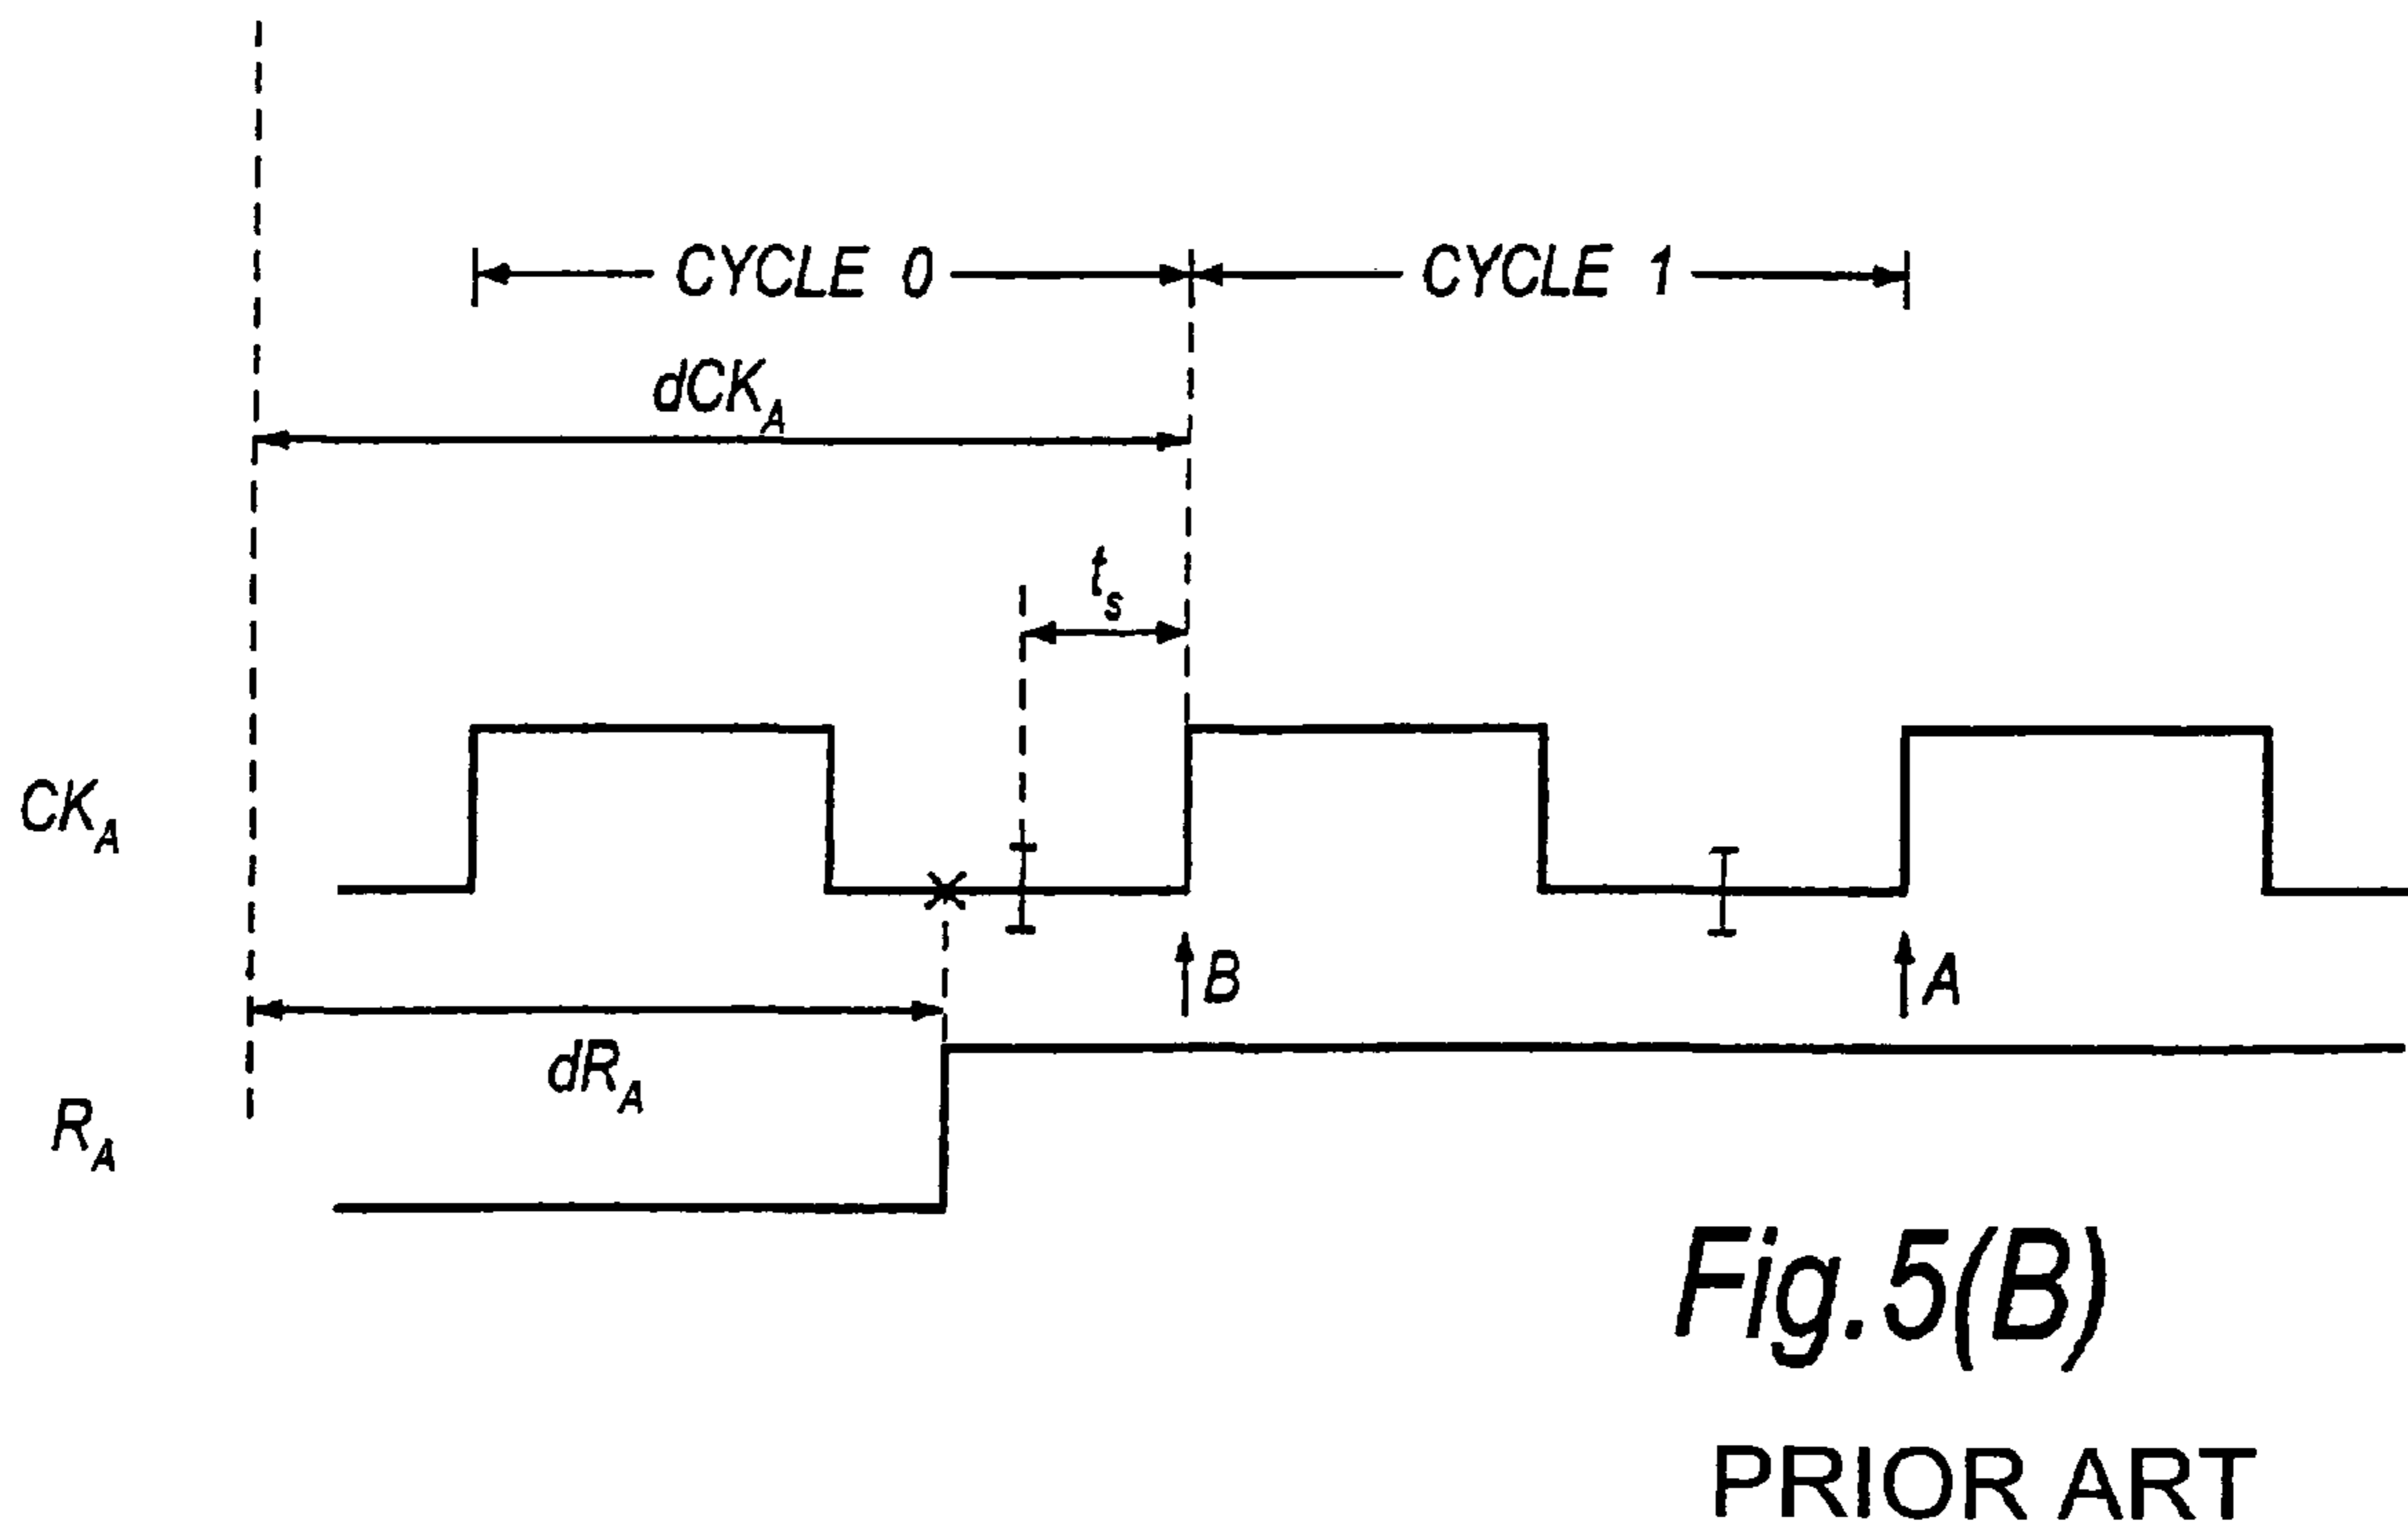 CYCLE 0 CYCLE 1
dCK_A
t_s
CK_A
B
A
dR_A
R_A
Fig.5(B)
PRIOR ART